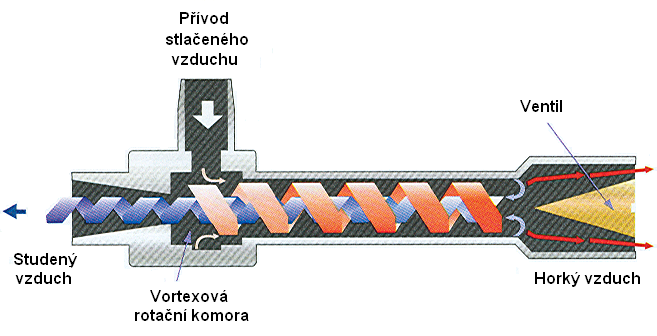 Přívod
stlačeného
vzduchu
Ventil
Studený
vzduch
Vortexová
rotační komora
Horký vzduch